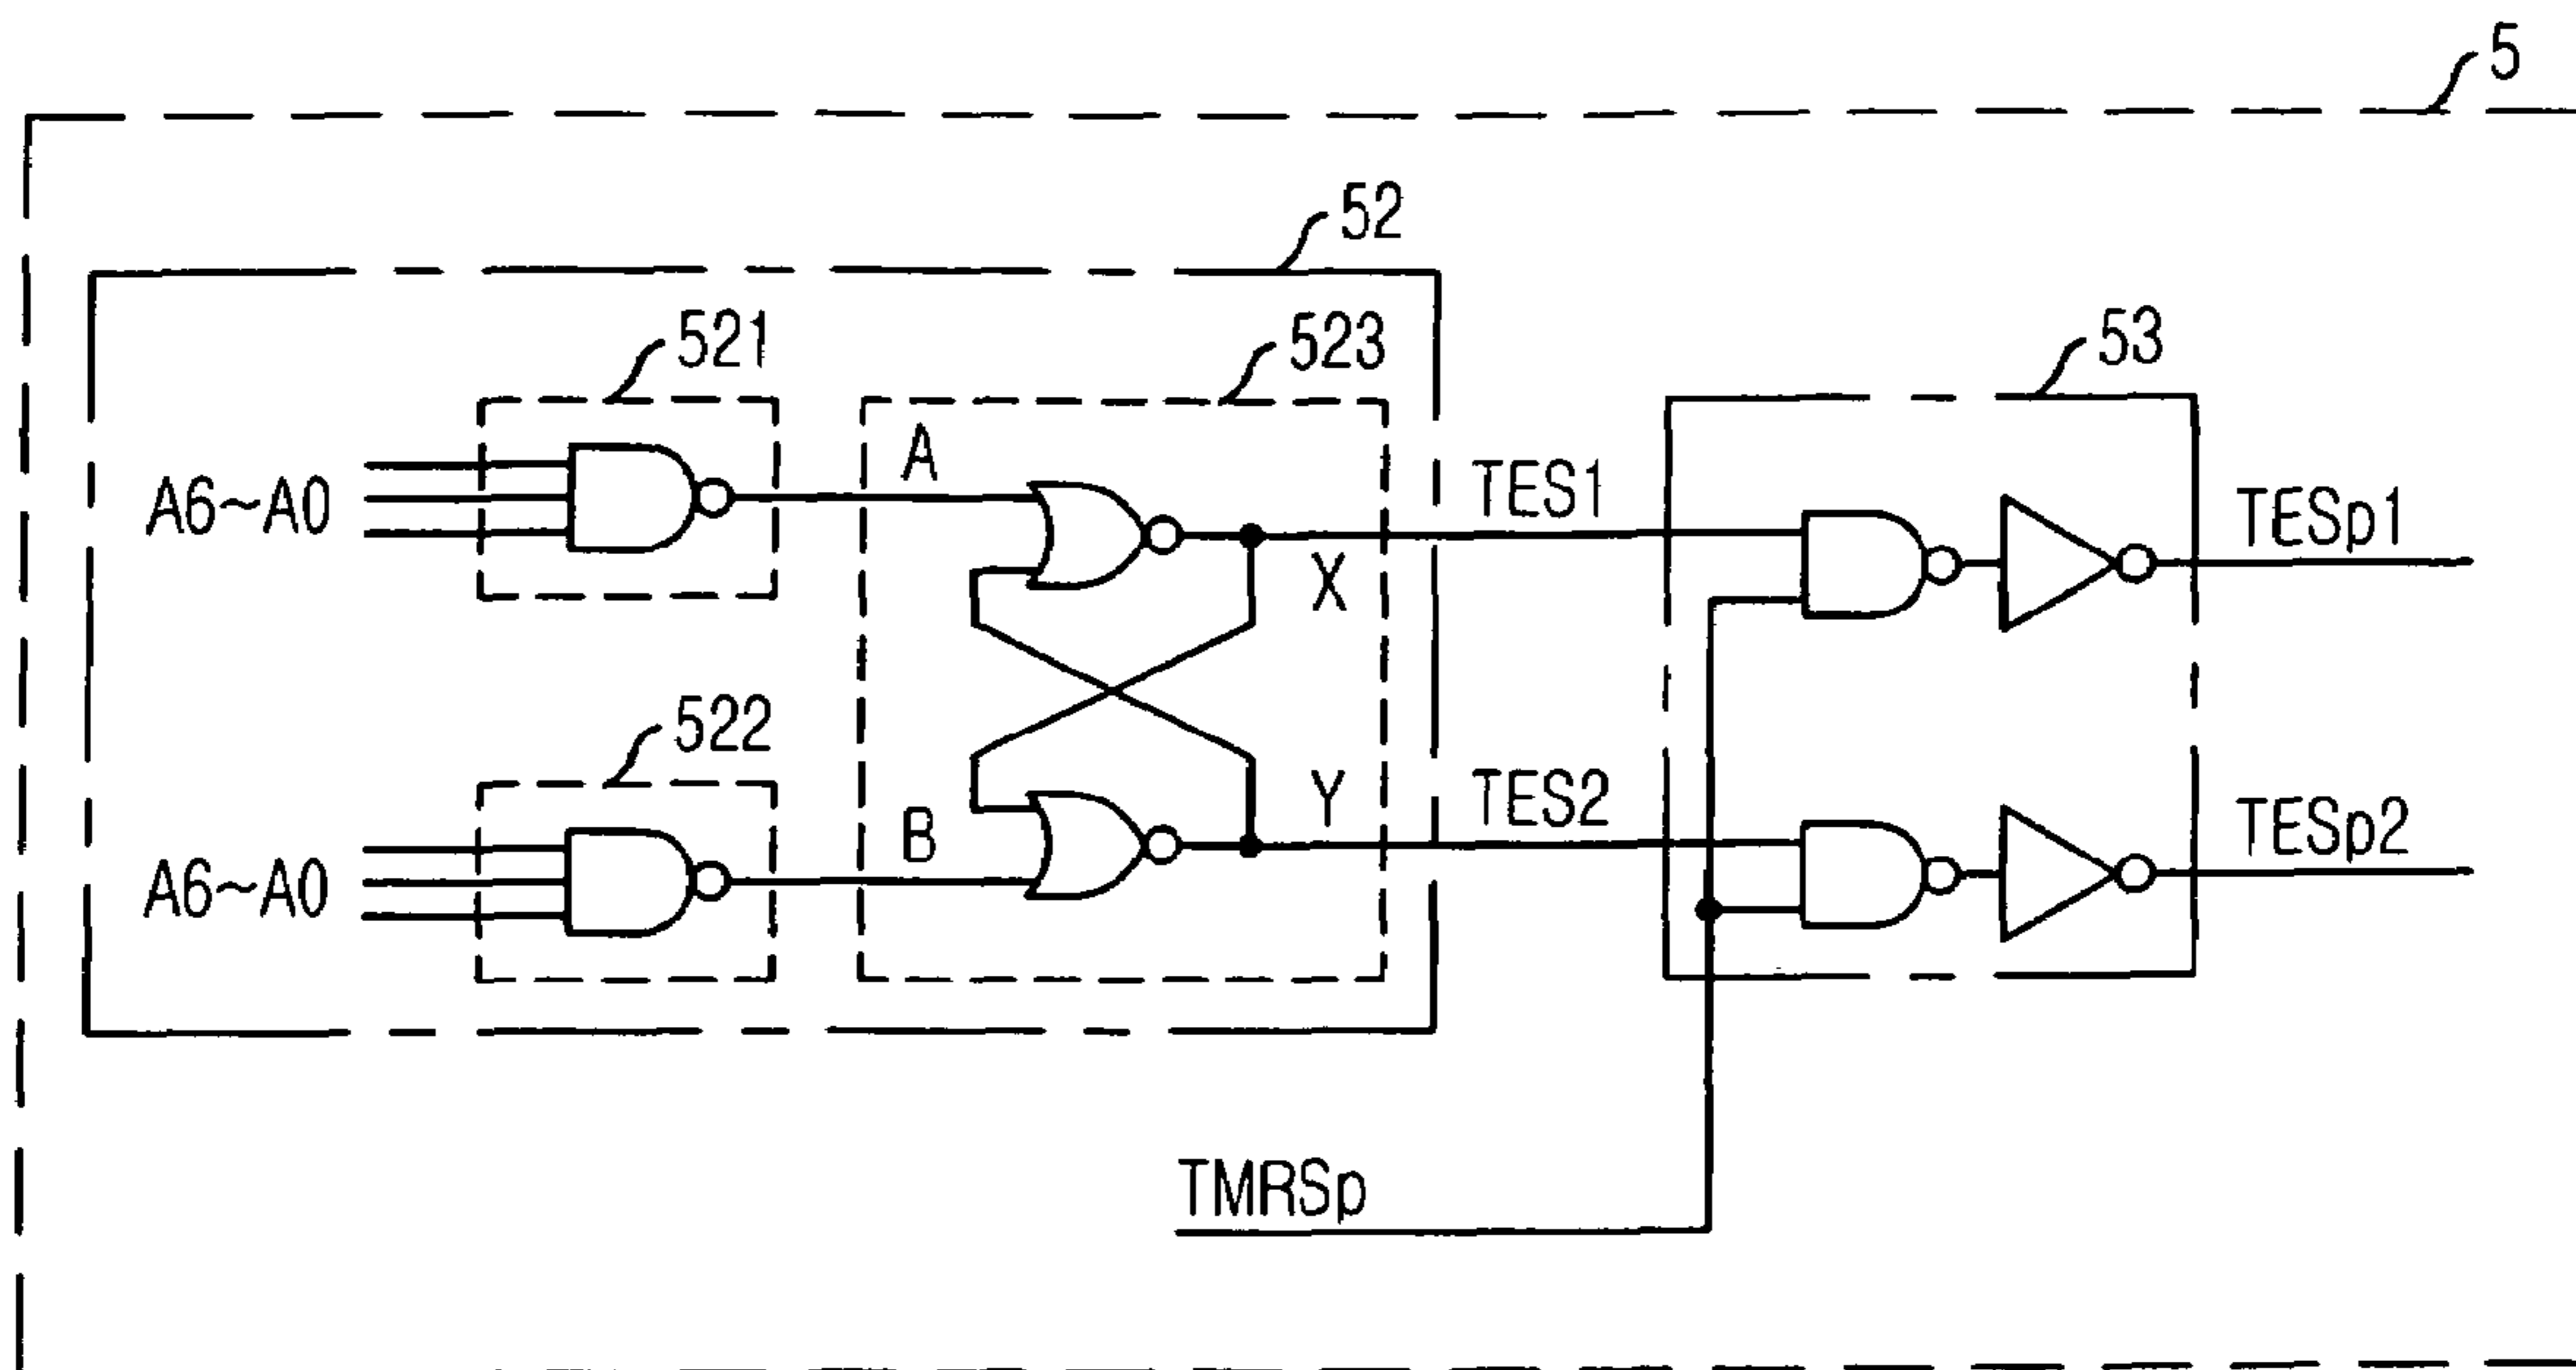 5
52
521
523
53
A6~A0
A
TES1
X
TESp1
522
A6~A0
B
Y
TES2
TESp2
TMRSp